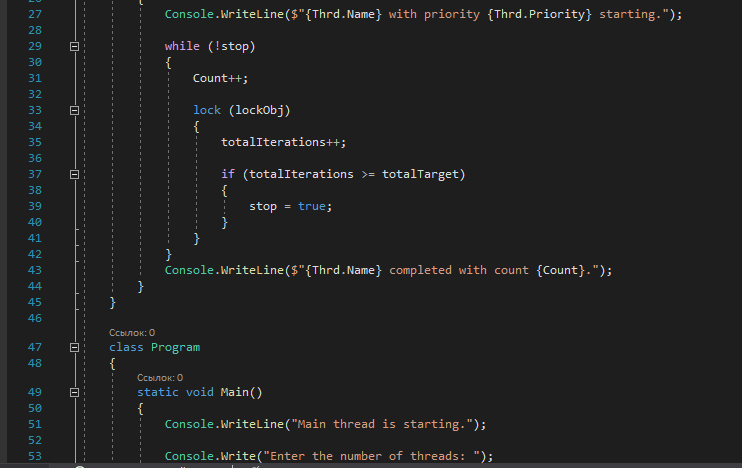 26 {
27 Console.WriteLine($"{Thrd.Name} with priority {Thrd.Priority} starting.");
28
29 while (!stop)
30 {
31 Count++;
32
33 lock (lockObj)
34 {
35 totalIterations++;
36
37 if (totalIterations >= totalTarget)
38 {
39 stop = true;
40 }
41 }
42 }
43 Console.WriteLine($"{Thrd.Name} completed with count {Count}.");
44 }
45 }
46
Ссылок: 0
47 class Program
48 {
Ссылок: 0
49 static void Main()
50 {
51 Console.WriteLine("Main thread is starting.");
52
53 Console.Write("Enter the number of threads: ");